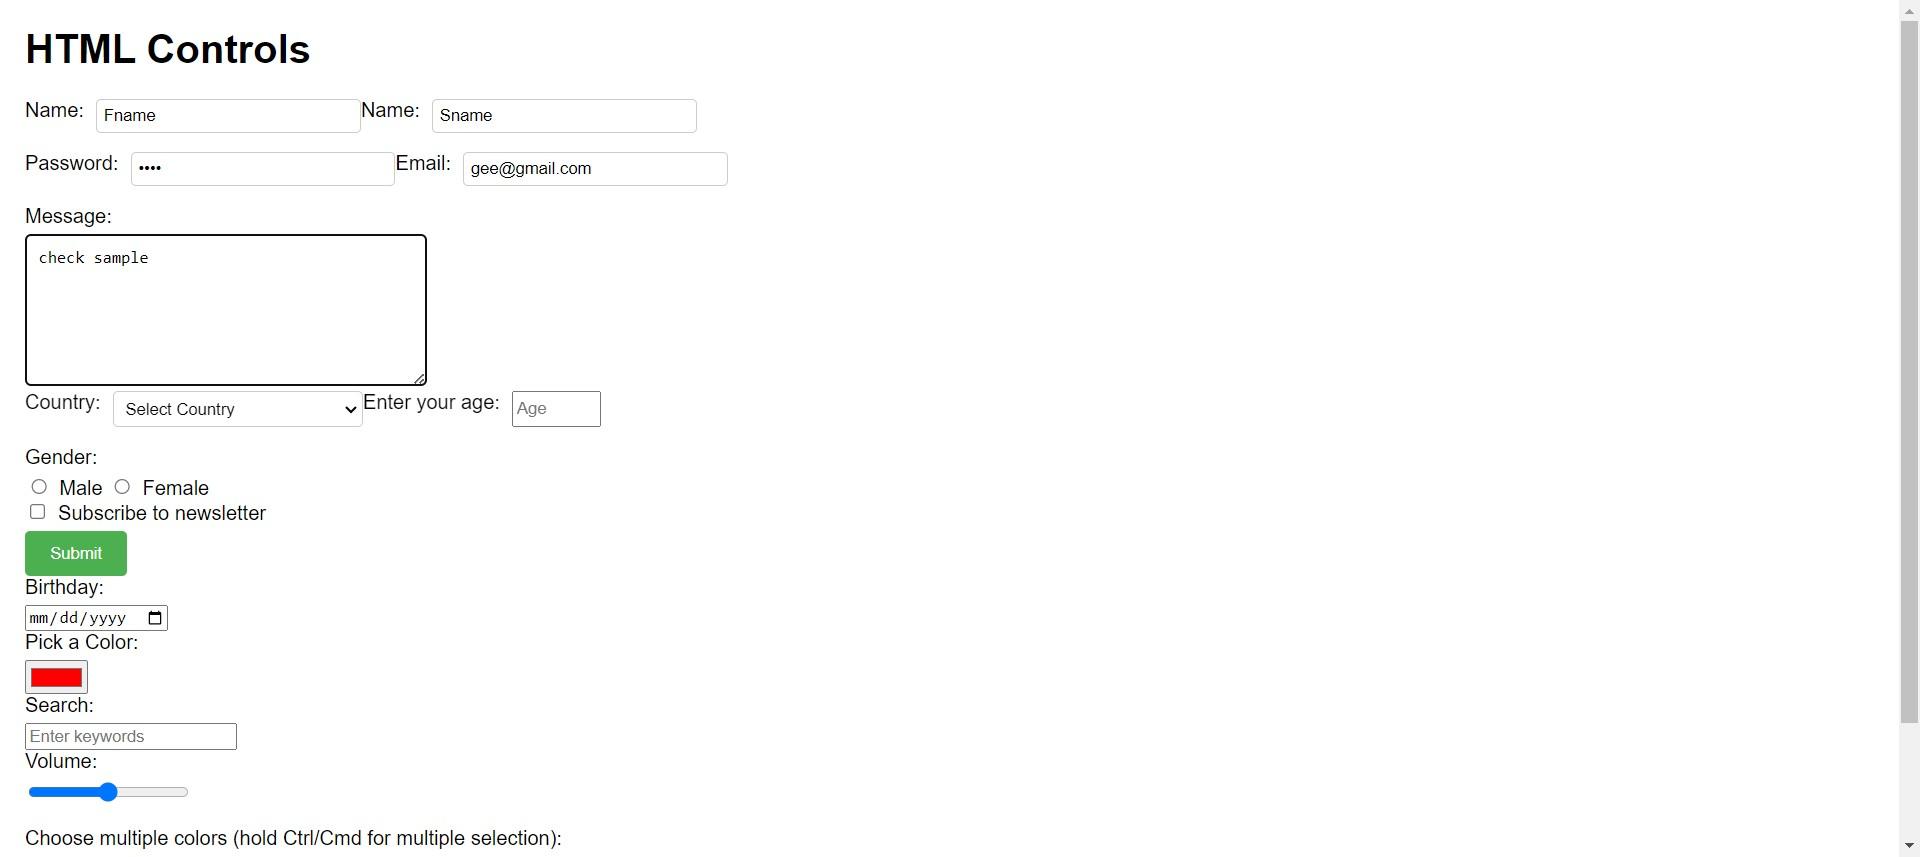 HTML Controls
Name: Fname Name: Sname
Password: •••• Email: gee@gmail.com
Message:
check sample
Country: Select Country Enter your age: Age
Gender:
Male Female
Subscribe to newsletter
Submit
Birthday:
mm/dd/yyyy
Pick a Color:
Search:
Enter keywords
Volume:
Choose multiple colors (hold Ctrl/Cmd for multiple selection):